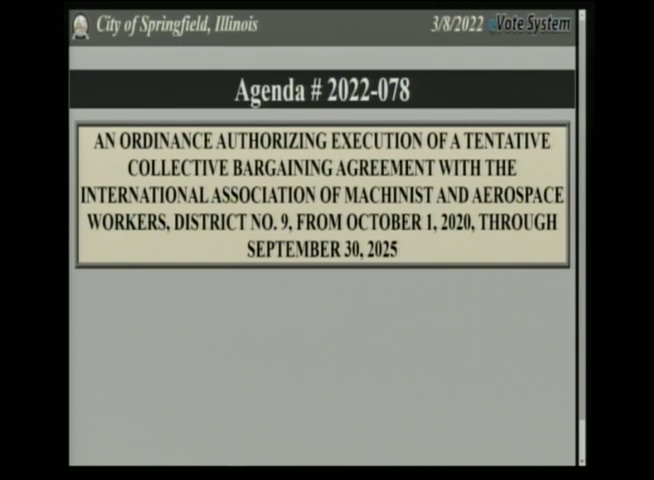 City of Springfield, Illinois 3/8/2022 eVote System
Agenda # 2022-078
AN ORDINANCE AUTHORIZING EXECUTION OF A TENTATIVE
COLLECTIVE BARGAINING AGREEMENT WITH THE
INTERNATIONAL ASSOCIATION OF MACHINIST AND AEROSPACE
WORKERS, DISTRICT NO. 9, FROM OCTOBER 1, 2020, THROUGH
SEPTEMBER 30, 2025